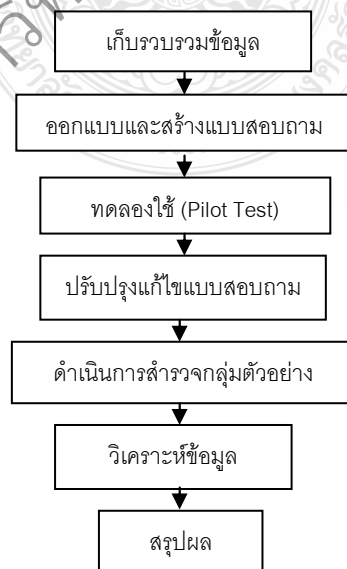 เก็บรวบรวมข้อมูล
ออกแบบและสร้างแบบสอบถาม
ทดลองใช้ (Pilot Test)
ปรับปรุงแก้ไขแบบสอบถาม
ดำเนินการสำรวจกลุ่มตัวอย่าง
วิเคราะห์ข้อมูล
สรุปผล